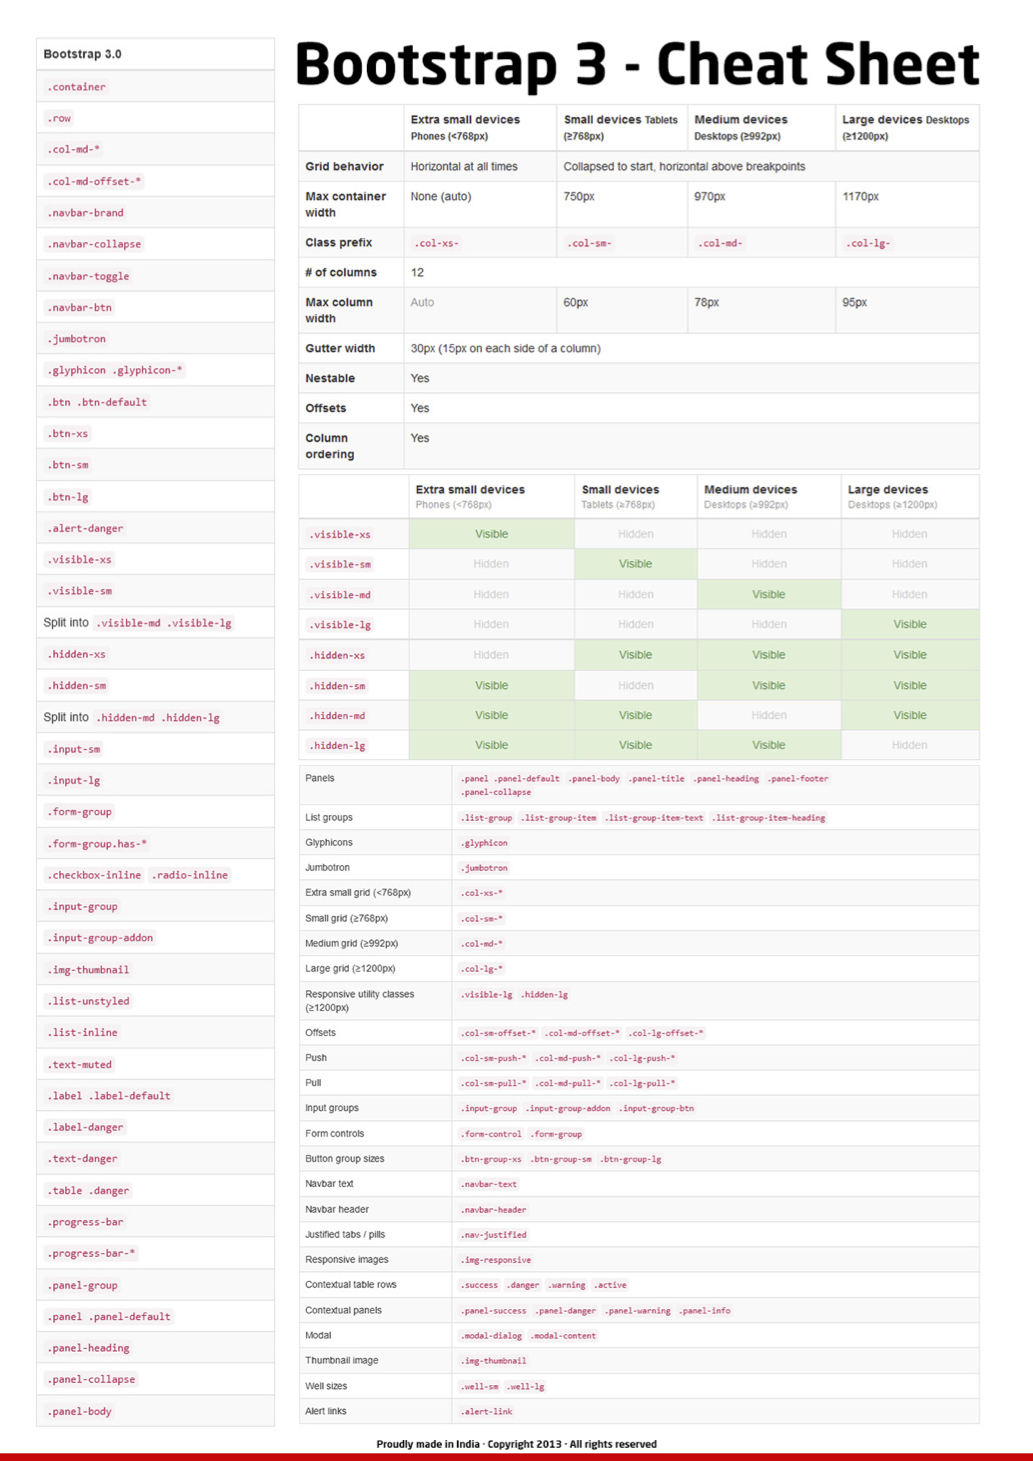 Bootstrap 3 - Cheat Sheet
Bootstrap 3.0
.container
.row
.col-md-*
.col-md-offset-*
.navbar-brand
.navbar-collapse
.navbar-toggle
.navbar-btn
.jumbotron
.glyphicon .glyphicon-*
.btn .btn-default
.btn-xs
.btn-sm
.btn-lg
.alert-danger
.visible-xs
.visible-sm
Split into .visible-md .visible-lg
.hidden-xs
.hidden-sm
Split into .hidden-md .hidden-lg
.input-sm
.input-lg
.form-group
.form-group.has-*
.checkbox-inline .radio-inline
.input-group
.input-group-addon
.img-thumbnail
.list-unstyled
.list-inline
.text-muted
.label .label-default
.label-danger
.text-danger
.table .danger
.progress-bar
.progress-bar-*
.panel-group
.panel .panel-default
.panel-heading
.panel-collapse
.panel-body
Extra small devices Small devices Tablets Medium devices Large devices Desktops
Phones (<768px) (≥768px) Desktops (≥992px) (≥1200px)
Grid behavior Horizontal at all times Collapsed to start, horizontal above breakpoints
Max container None (auto) 750px 970px 1170px
width
Class prefix .col-xs- .col-sm- .col-md- .col-lg-
# of columns 12
Max column Auto 60px 78px 95px
width
Gutter width 30px (15px on each side of a column)
Nestable Yes
Offsets Yes
Column Yes
ordering
Extra small devices Small devices Medium devices Large devices
Phones (<768px) Tablets (≥768px) Desktops (≥992px) Desktops (≥1200px)
.visible-xs Visible Hidden Hidden Hidden
.visible-sm Hidden Visible Hidden Hidden
.visible-md Hidden Hidden Visible Hidden
.visible-lg Hidden Hidden Hidden Visible
.hidden-xs Hidden Visible Visible Visible
.hidden-sm Visible Hidden Visible Visible
.hidden-md Visible Visible Hidden Visible
.hidden-lg Visible Visible Visible Hidden
Panels .panel .panel-default .panel-body .panel-title .panel-heading .panel-footer
.panel-collapse
List groups .list-group .list-group-item .list-group-item-text .list-group-item-heading
Glyphicons .glyphicon
Jumbotron .jumbotron
Extra small grid (<768px) .col-xs-*
Small grid (≥768px) .col-sm-*
Medium grid (≥992px) .col-md-*
Large grid (≥1200px) .col-lg-*
Responsive utility classes .visible-lg .hidden-lg
(≥1200px)
Offsets .col-sm-offset-* .col-md-offset-* .col-lg-offset-*
Push .col-sm-push-* .col-md-push-* .col-lg-push-*
Pull .col-sm-pull-* .col-md-pull-* .col-lg-pull-*
Input groups .input-group .input-group-addon .input-group-btn
Form controls .form-control .form-group
Button group sizes .btn-group-xs .btn-group-sm .btn-group-lg
Navbar text .navbar-text
Navbar header .navbar-header
Justified tabs / pills .nav-justified
Responsive images .img-responsive
Contextual table rows .success .danger .warning .active
Contextual panels .panel-success .panel-danger .panel-warning .panel-info
Modal .modal-dialog .modal-content
Thumbnail image .img-thumbnail
Well sizes .well-sm .well-lg
Alert links .alert-link
Proudly made in India · Copyright 2013 · All rights reserved